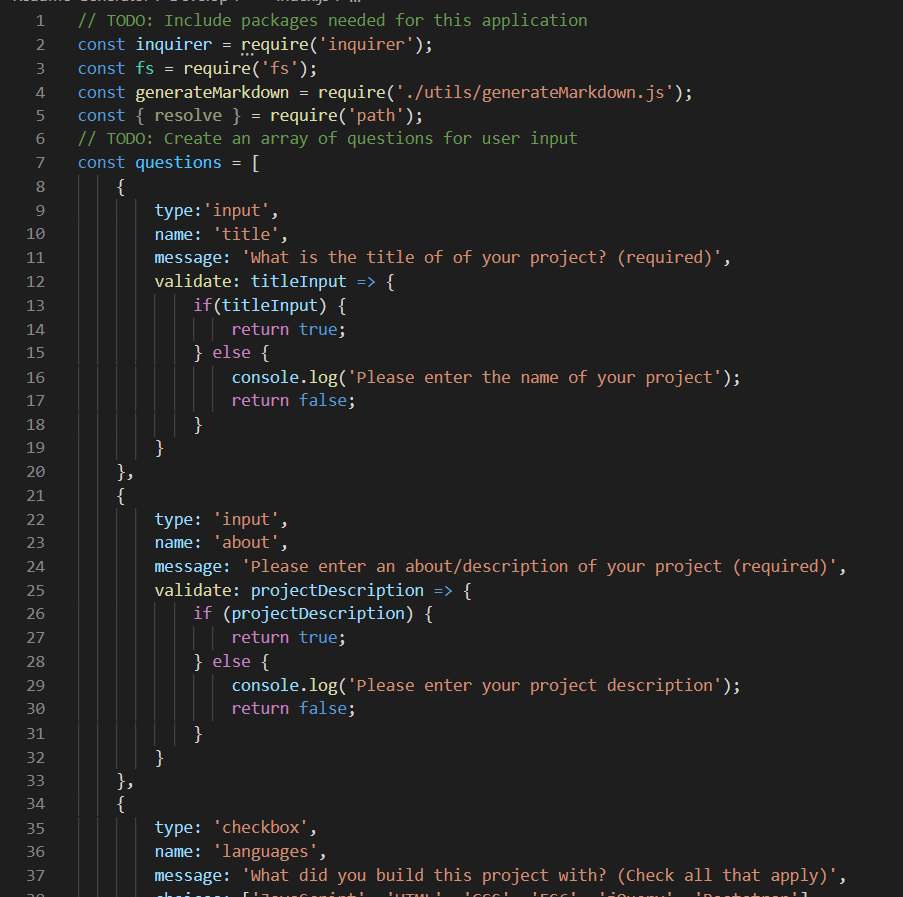 1 // TODO: Include packages needed for this application
2 const inquirer = require('inquirer');
3 const fs = require('fs');
4 const generateMarkdown = require('./utils/generateMarkdown.js');
5 const { resolve } = require('path');
6 // TODO: Create an array of questions for user input
7 const questions = [
8 {
9 type:'input',
10 name: 'title',
11 message: 'What is the title of of your project? (required)',
12 validate: titleInput => {
13 if(titleInput) {
14 return true;
15 } else {
16 console.log('Please enter the name of your project');
17 return false;
18 }
19 }
20 },
21 {
22 type: 'input',
23 name: 'about',
24 message: 'Please enter an about/description of your project (required)',
25 validate: projectDescription => {
26 if (projectDescription) {
27 return true;
28 } else {
29 console.log('Please enter your project description');
30 return false;
31 }
32 }
33 },
34 {
35 type: 'checkbox',
36 name: 'languages',
37 message: 'What did you build this project with? (Check all that apply)',